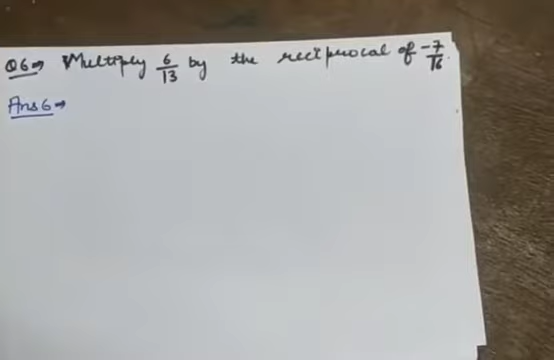 Q6⇒ Multiply 6/13 by the reciprocal of -7/16.
Ans6→